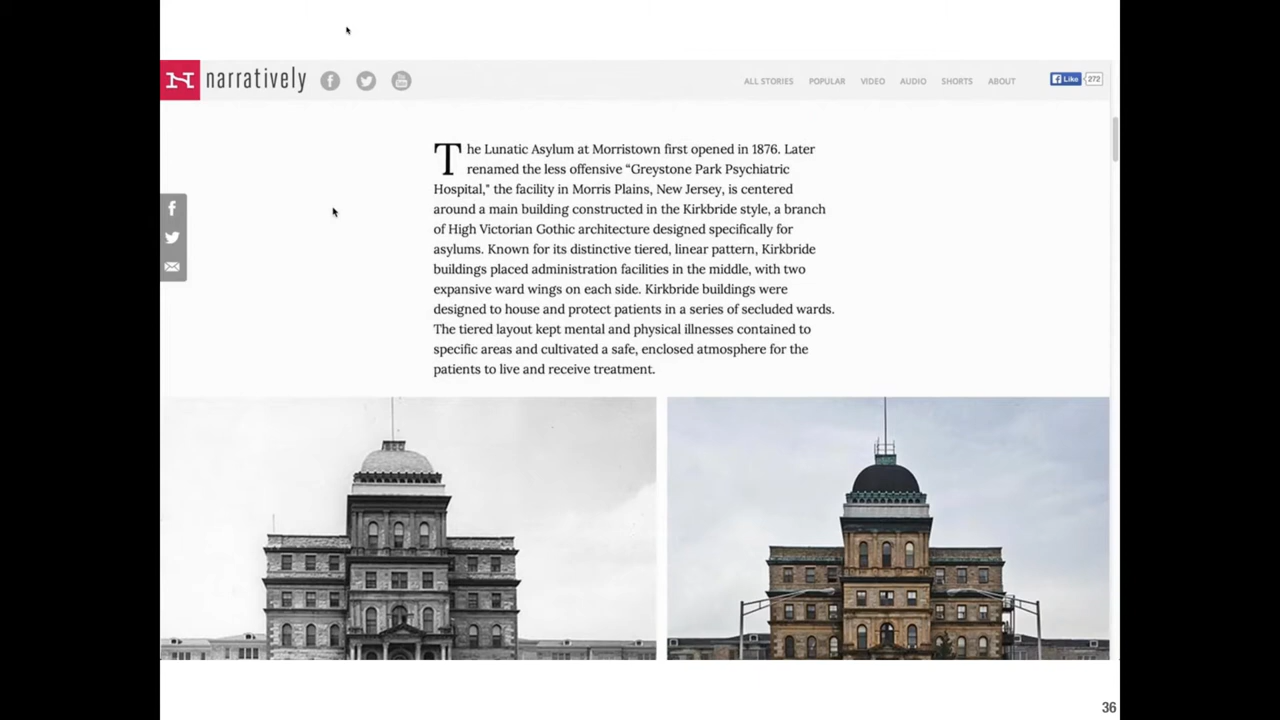 narratively
ALL STORIES POPULAR VIDEO AUDIO SHORTS ABOUT
Like 272
The Lunatic Asylum at Morristown first opened in 1876. Later
renamed the less offensive “Greystone Park Psychiatric
Hospital," the facility in Morris Plains, New Jersey, is centered
around a main building constructed in the Kirkbride style, a branch
of High Victorian Gothic architecture designed specifically for
asylums. Known for its distinctive tiered, linear pattern, Kirkbride
buildings placed administration facilities in the middle, with two
expansive ward wings on each side. Kirkbride buildings were
designed to house and protect patients in a series of secluded wards.
The tiered layout kept mental and physical illnesses contained to
specific areas and cultivated a safe, enclosed atmosphere for the
patients to live and receive treatment.
36